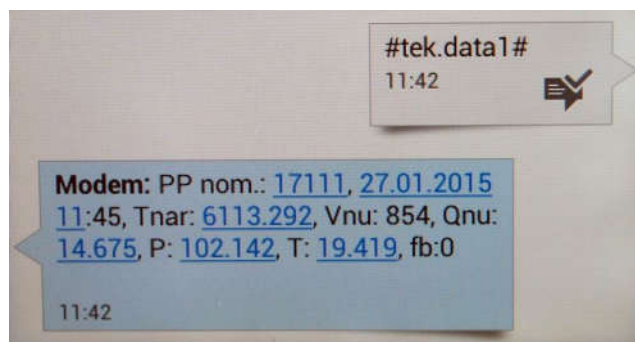 #tek.data1#
11:42
Modem: PP nom.: 17111, 27.01.2015
11:45, Tnar: 6113.292, Vnu: 854, Qnu:
14.675, P: 102.142, T: 19.419, fb:0
11:42